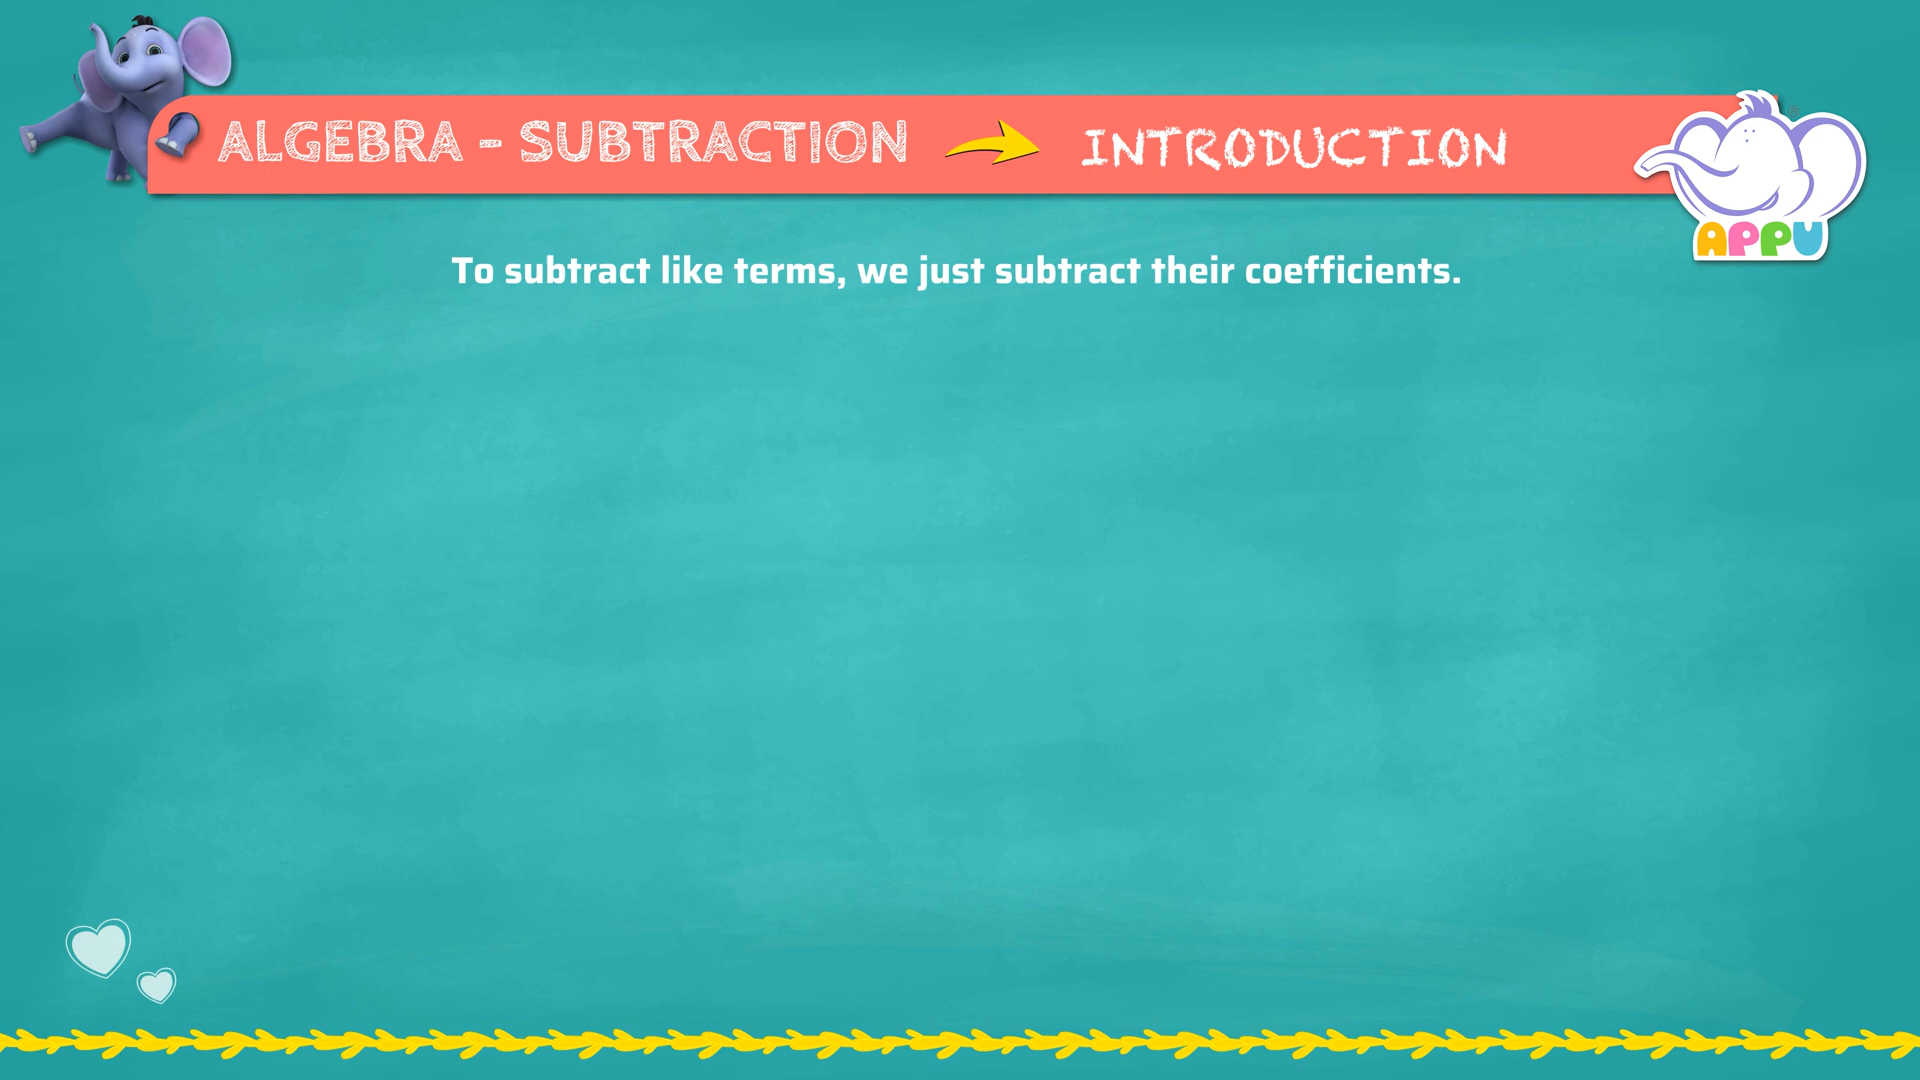 ALGEBRA - SUBTRACTION INTRODUCTION
APPU
To subtract like terms, we just subtract their coefficients.